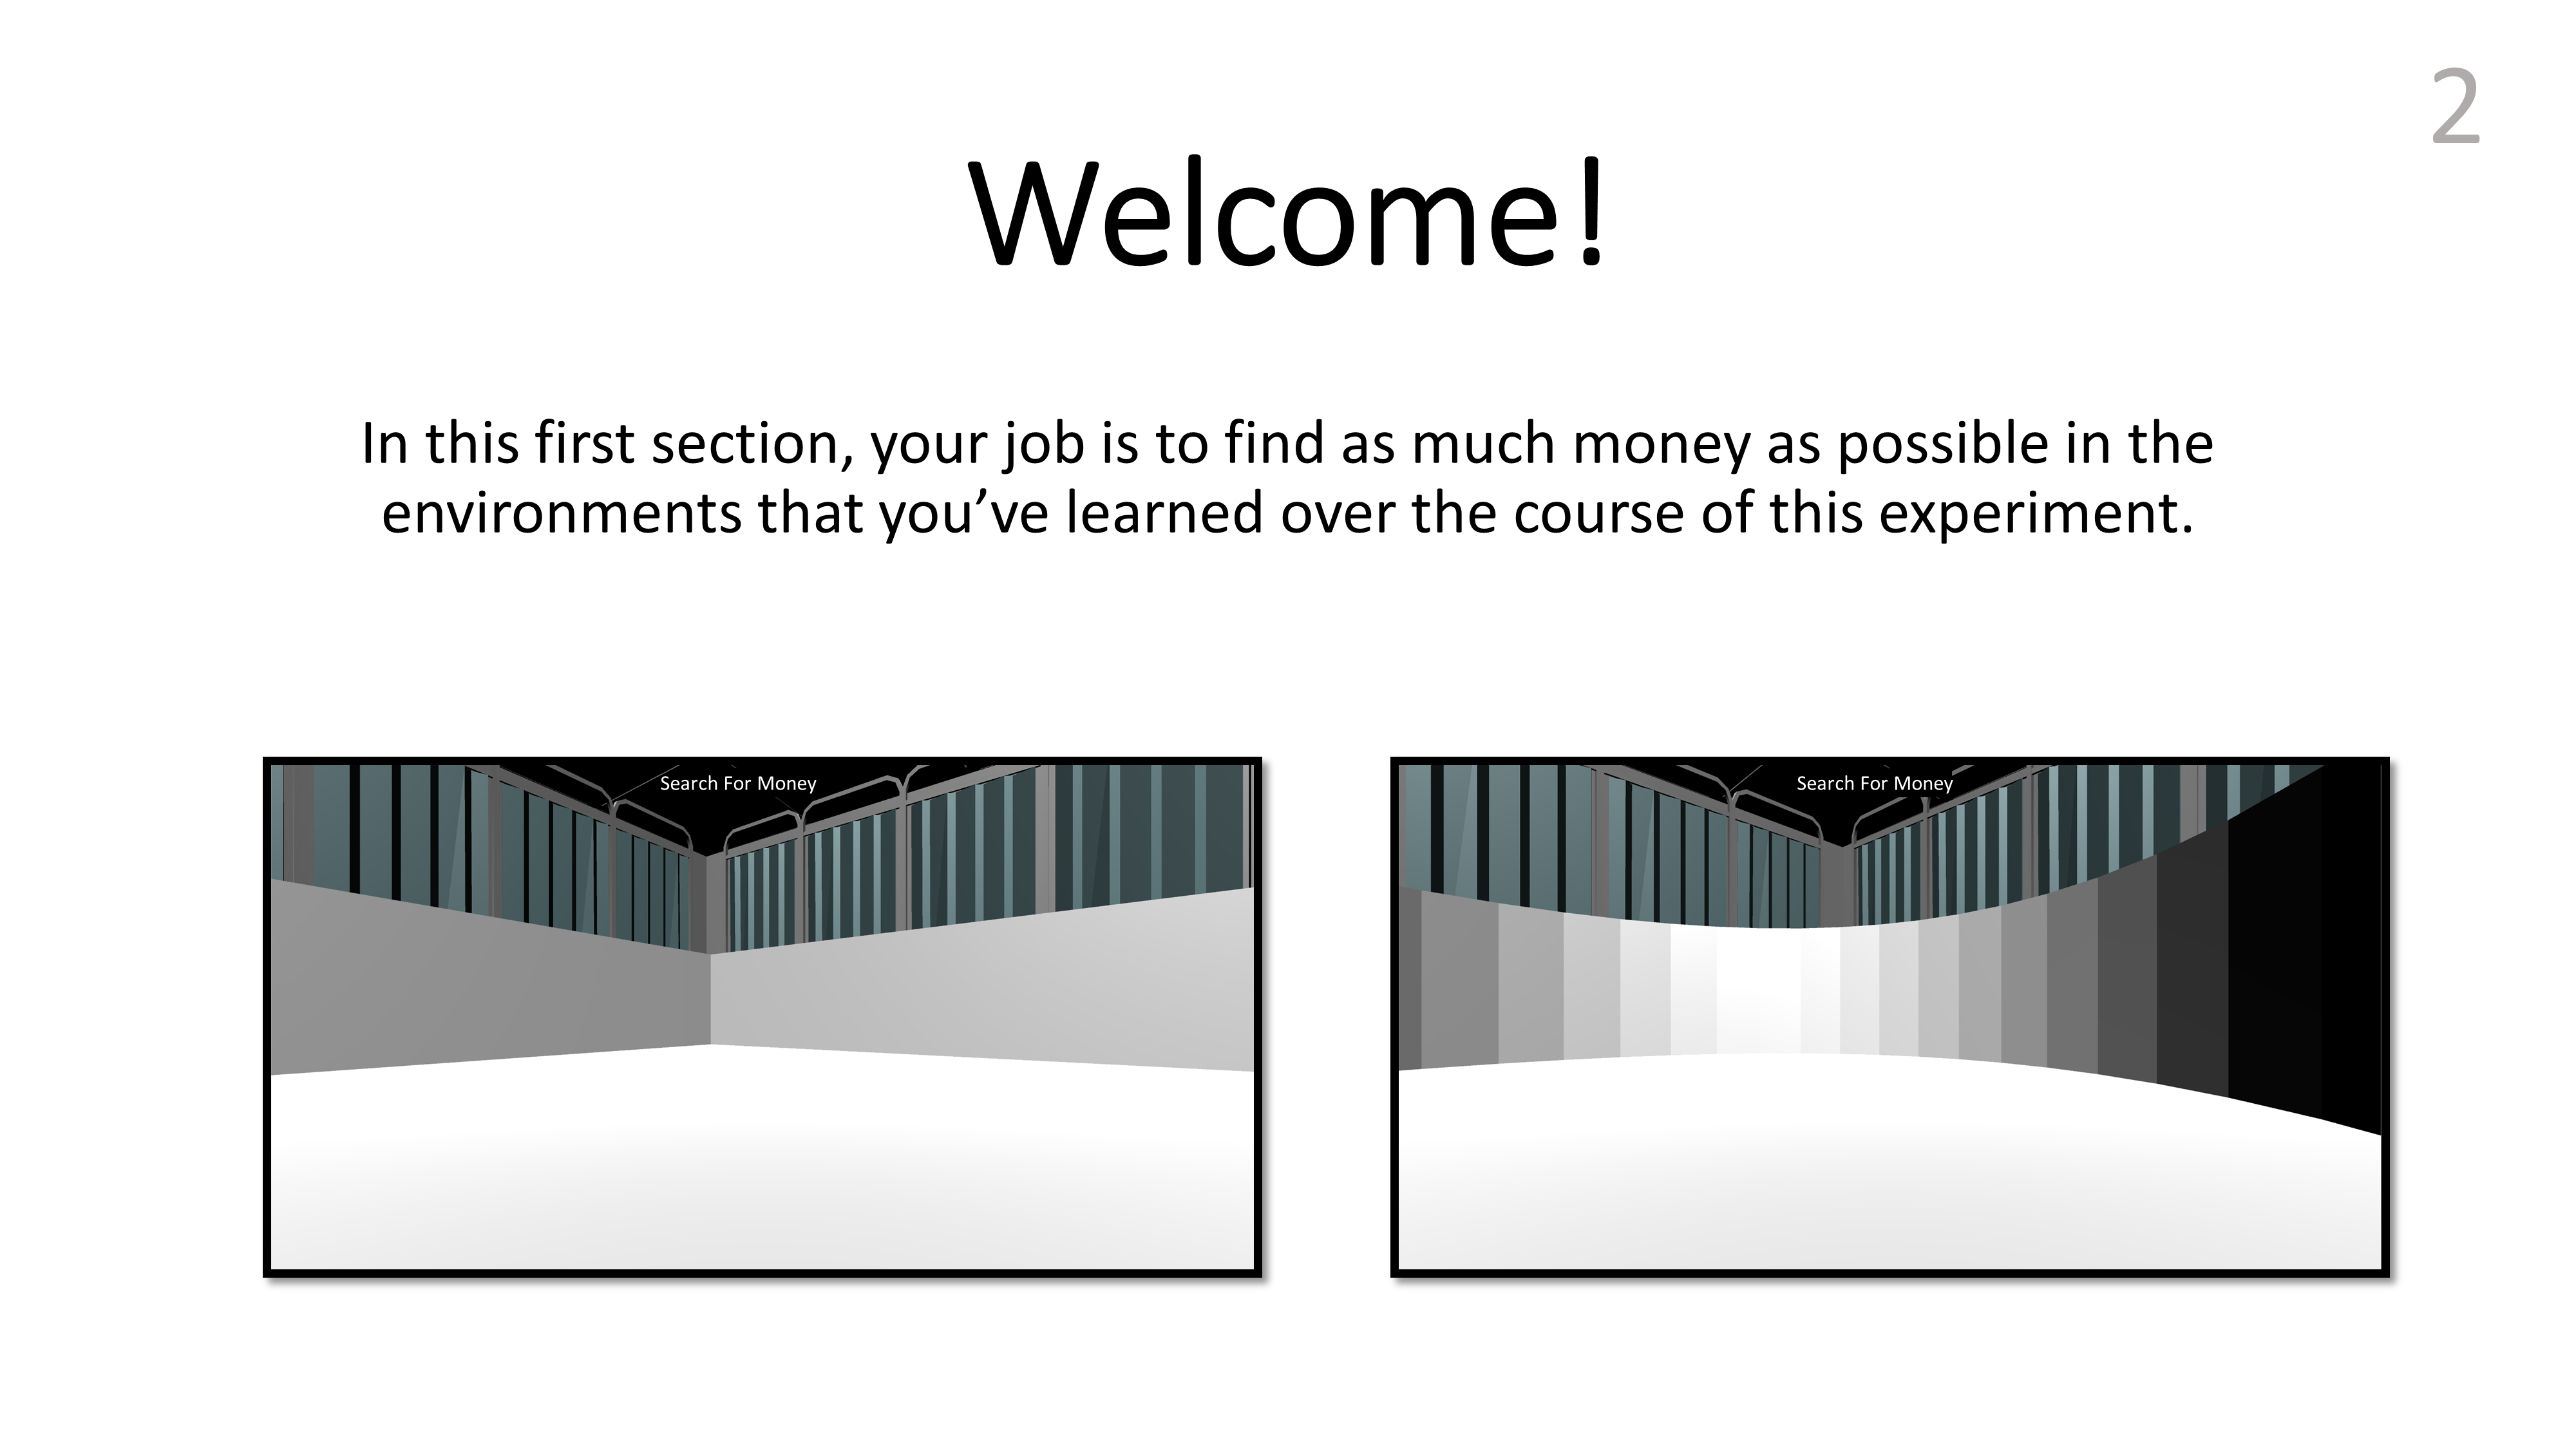 2
Welcome!
In this first section, your job is to find as much money as possible in the
environments that you’ve learned over the course of this experiment.
Search For Money
Search For Money